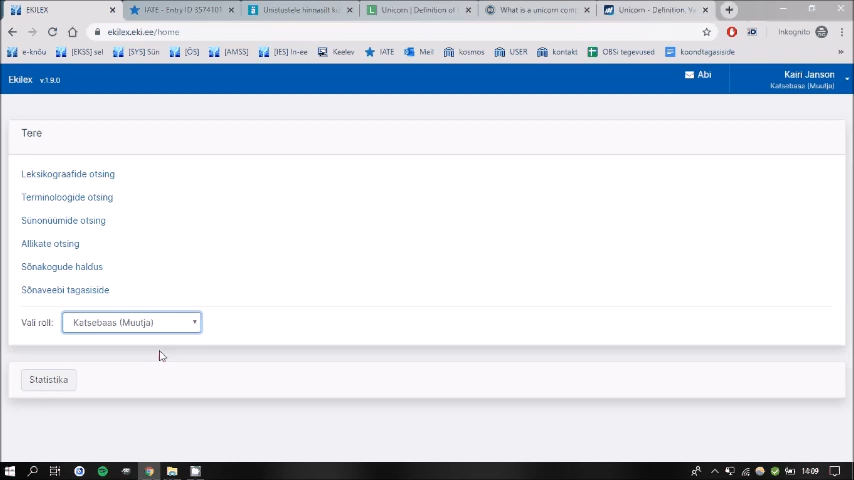 EKILEX
IATE - Entry ID 3574101
Unistustele hinnasilt kü
Unicorn | Definition of
What is a unicorn com
Unicorn - Definition, Va
ekilex.eki.ee/home
Inkognito
e-knõu
[EKSS] sel
[SYS] Sün
[ÕS]
[AMSS]
[IES] In-ee
Keelev
IATE
Meil
kosmos
USER
kontakt
OBSi tegevused
koondtagasiside
»
Ekilex v.1.9.0
Abi
Kairi Janson
Katsebaas (Muutja)
Tere
Leksikograafide otsing
Terminoloogide otsing
Sünonüümide otsing
Allikate otsing
Sõnakogude haldus
Sõnaveebi tagasiside
Vali roll: Katsebaas (Muutja)
Statistika
14:09